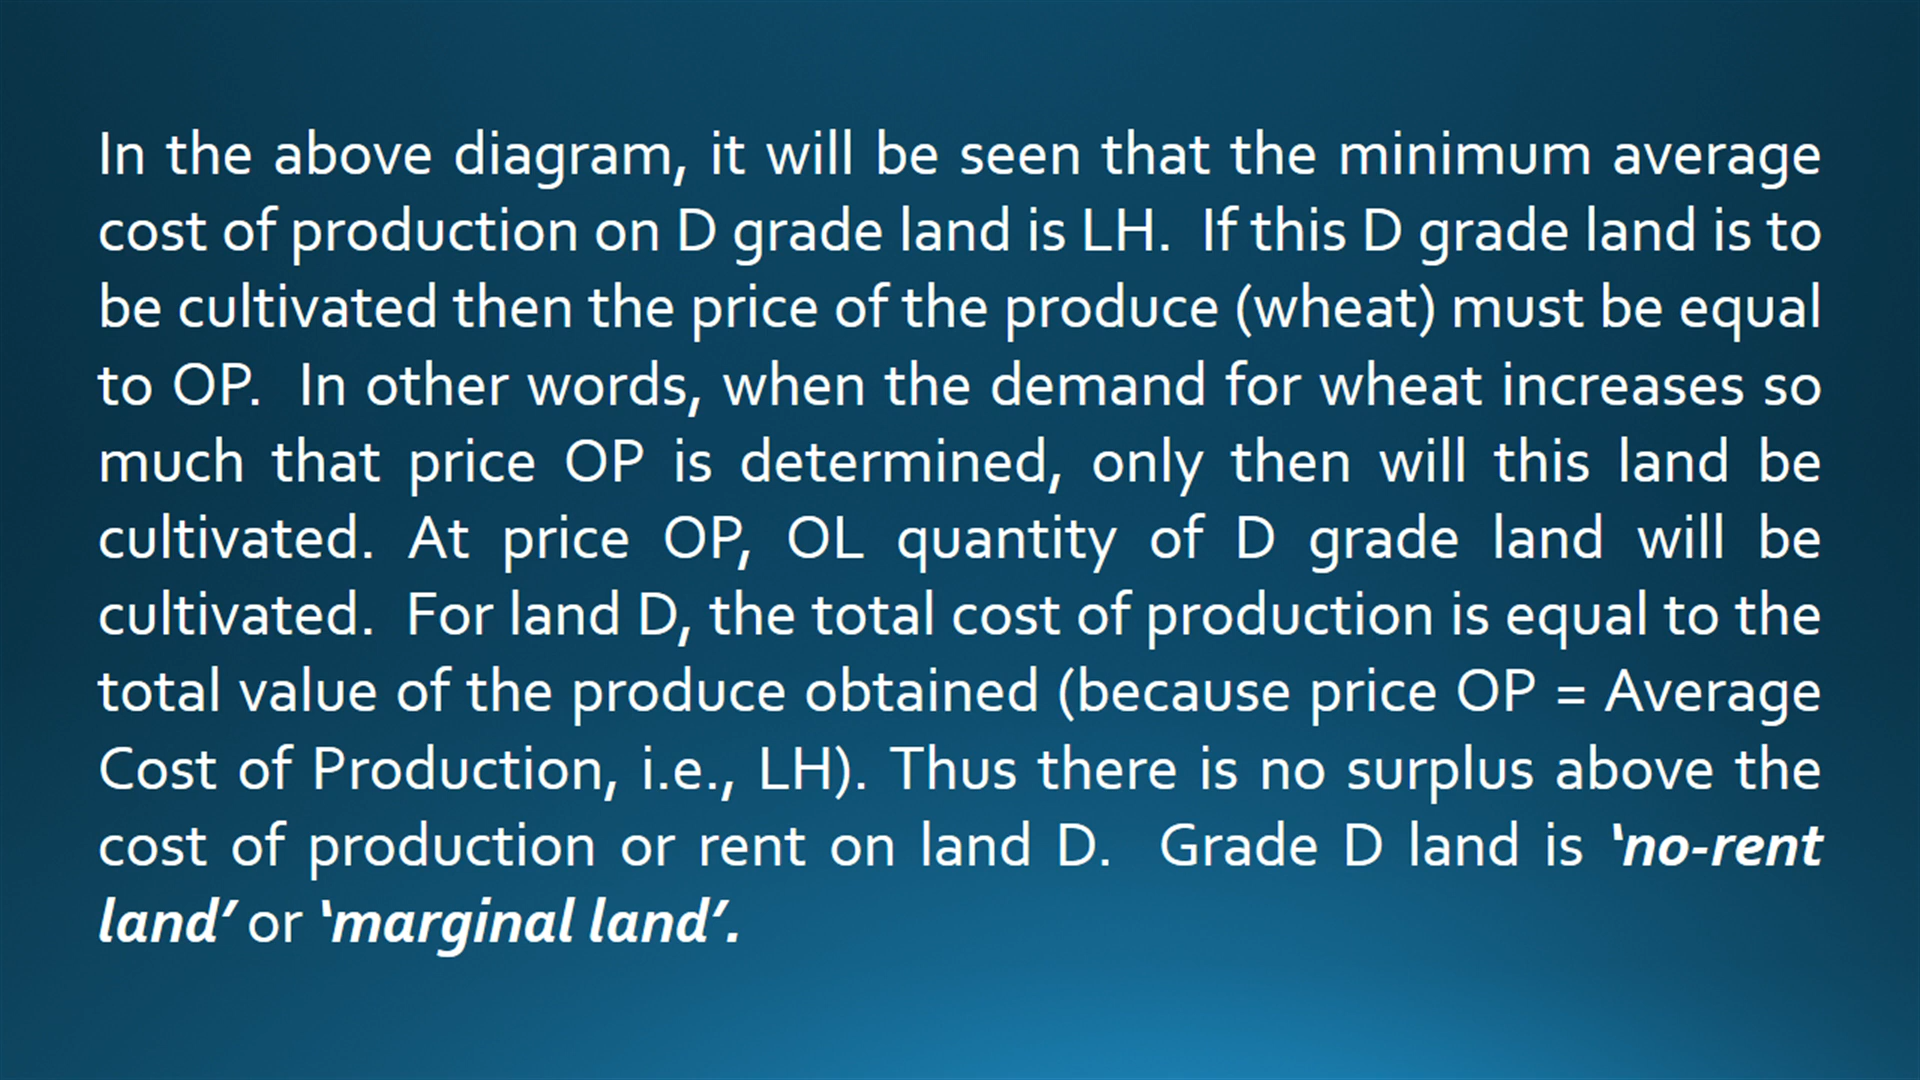 In the above diagram, it will be seen that the minimum average
cost of production on D grade land is LH.  If this D grade land is to
be cultivated then the price of the produce (wheat) must be equal
to OP.  In other words, when the demand for wheat increases so
much that price OP is determined, only then will this land be
cultivated. At price OP, OL quantity of D grade land will be
cultivated.  For land D, the total cost of production is equal to the
total value of the produce obtained (because price OP = Average
Cost of Production, i.e., LH). Thus there is no surplus above the
cost of production or rent on land D.  Grade D land is ‘no-rent
land’ or ‘marginal land’.